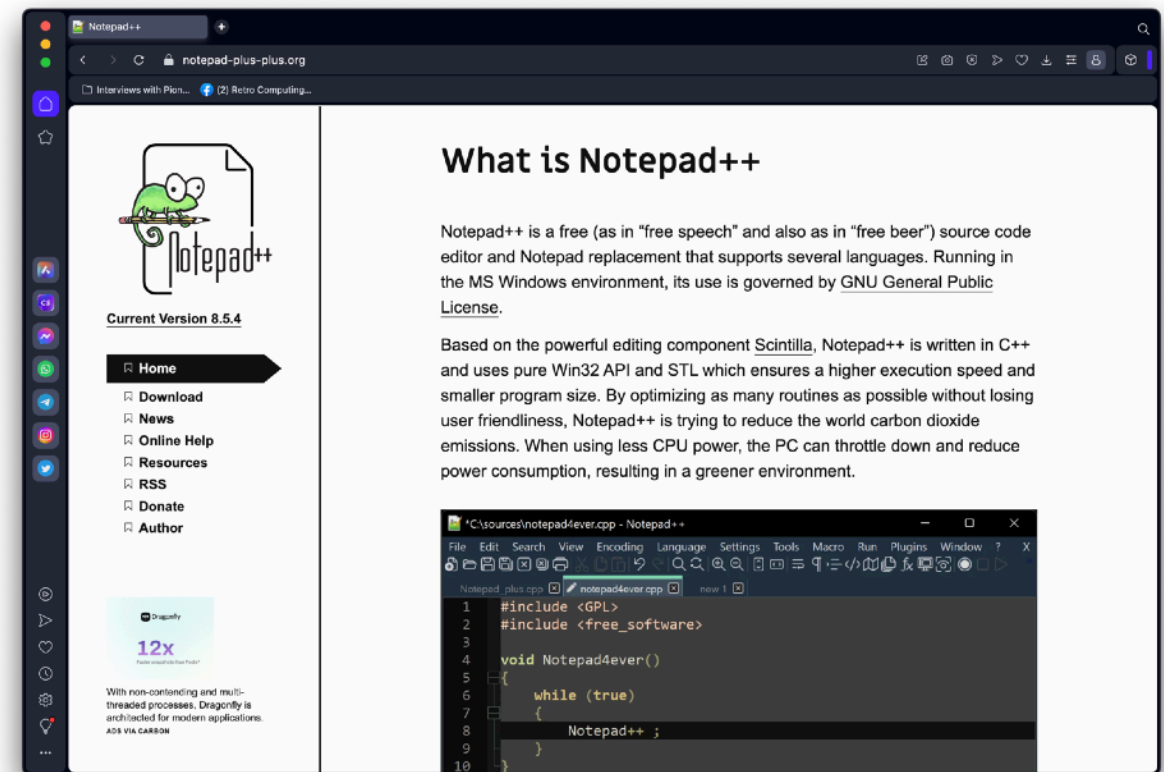 Notepad++
notepad-plus-plus.org
Interviews with Pion...
(2) Retro Computing...
Notepad++
Current Version 8.5.4
Home
Download
News
Online Help
Resources
RSS
Donate
Author
Dragonfly
12x
With non-contending and multi-
threaded processes, Dragonfly is
architected for modern applications.
ADS VIA CARBON
What is Notepad++
Notepad++ is a free (as in “free speech” and also as in “free beer”) source code
editor and Notepad replacement that supports several languages. Running in
the MS Windows environment, its use is governed by GNU General Public
License.
Based on the powerful editing component Scintilla, Notepad++ is written in C++
and uses pure Win32 API and STL which ensures a higher execution speed and
smaller program size. By optimizing as many routines as possible without losing
user friendliness, Notepad++ is trying to reduce the world carbon dioxide
emissions. When using less CPU power, the PC can throttle down and reduce
power consumption, resulting in a greener environment.
*C:\sources\notepad4ever.cpp - Notepad++
File Edit Search View Encoding Language Settings Tools Macro Run Plugins Window ? X
Notepad_plus.cpp notepad4ever.cpp new 1
1 #include <GPL>
2 #include <free_software>
3
4 void Notepad4ever()
5 {
6 while (true)
7 {
8 Notepad++ ;
9 }
10 }